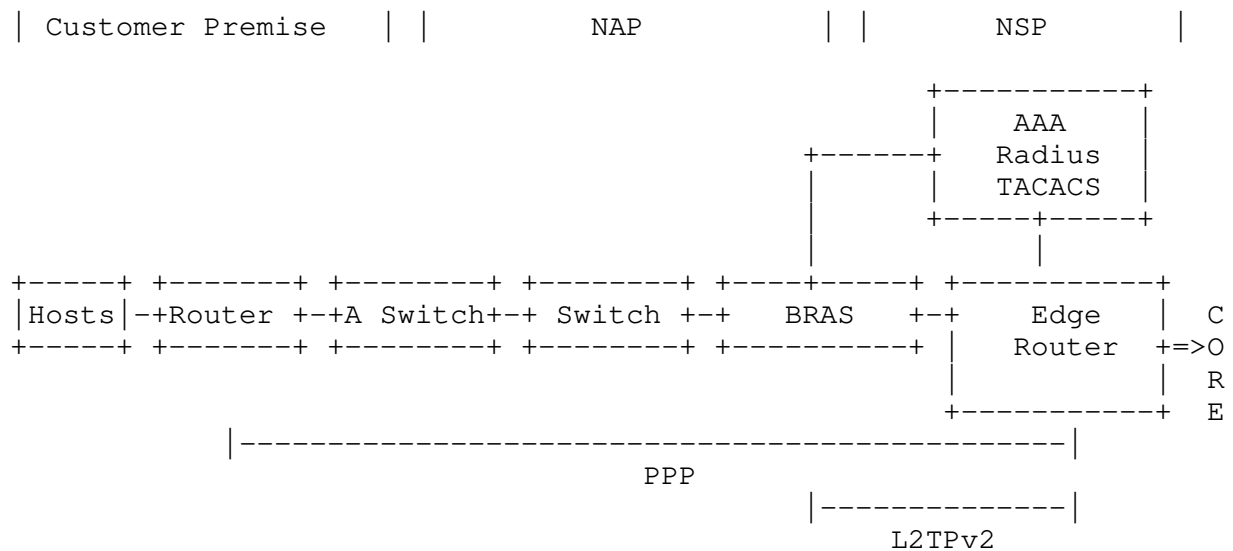 | Customer Premise | | NAP | | NSP |
+-----------+
| AAA |
+------+ Radius |
| | TACACS |
| +-----+-----+
| |
+-----+ +-------+ +--------+ +--------+ +----+-----+ +-----------+
|Hosts|-+Router +-+A Switch+-+ Switch +-+ BRAS +-+ Edge | C
+-----+ +-------+ +--------+ +--------+ +----------+ | Router +=>O
| | R
+-----------+ E
|--------------------------------------------|
PPP
|--------------|
L2TPv2